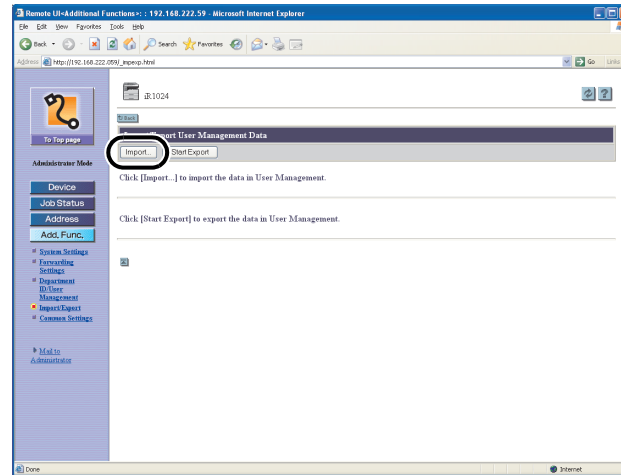 Remote UI<Additional Functions>: : 192.168.222.59 - Microsoft Internet Explorer
File Edit View Favorites Tools Help
Back Search Favorites
Address http://192.168.222.059/_impexp.html Go Links
iR1024
Back
To Top page
Import/Export User Management Data
Import... Start Export
Administrator Mode
Click [Import...] to import the data in User Management.
Device
Job Status
Address
Click [Start Export] to export the data in User Management.
Add. Func.
System Settings
Forwarding
Settings
Department
ID/User
Management
Import/Export
Common Settings
Mail to
Administrator
Done Internet